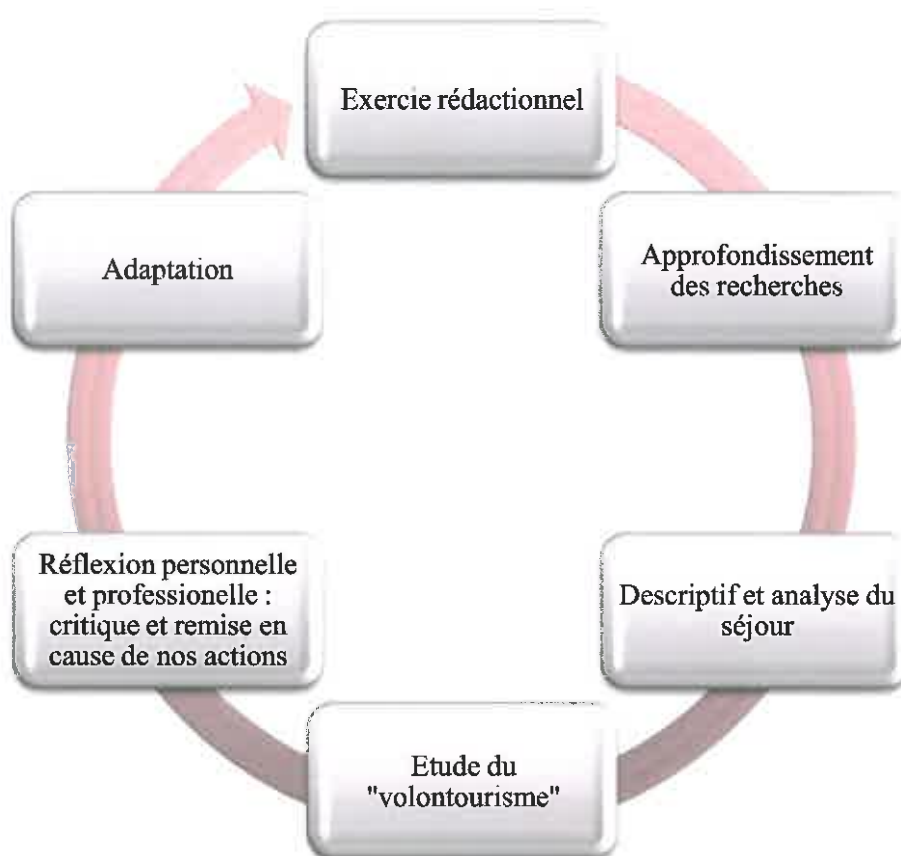 Exercie rédactionnel
Approfondissement
des recherches
Descriptif et analyse du
séjour
Etude du
"volontourisme"
Réflexion personnelle
et professionelle :
critique et remise en
cause de nos actions
Adaptation